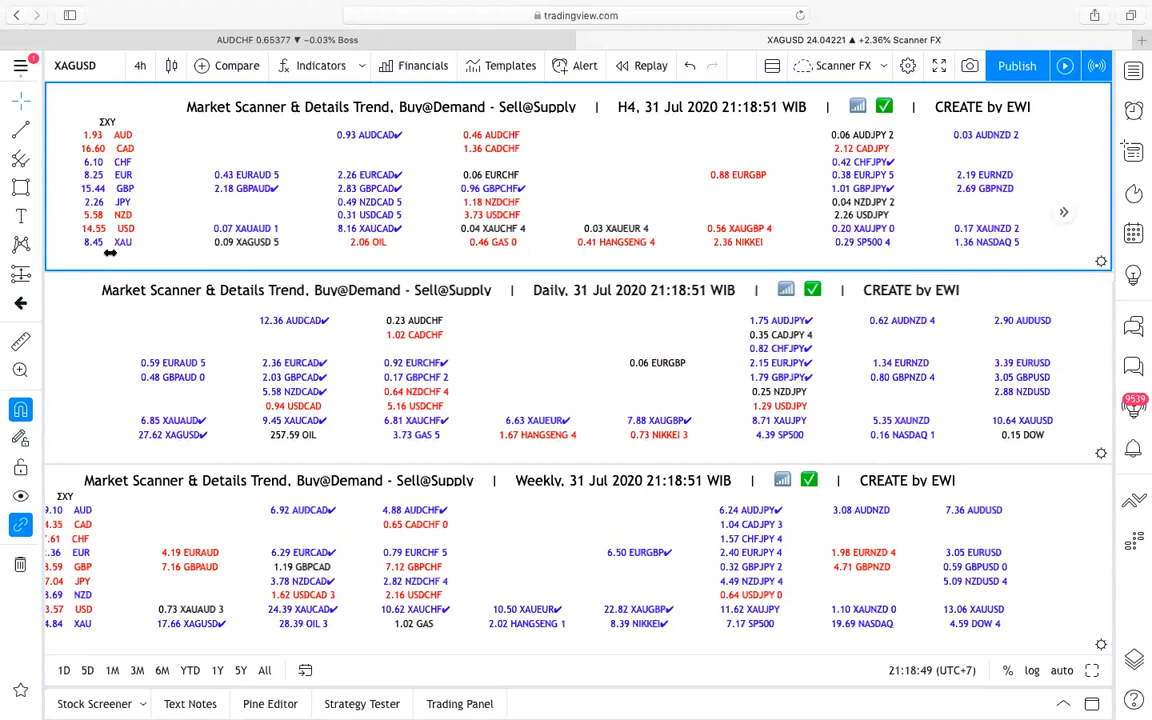 tradingview.com
AUDCHF 0.65377 ▼ −0.03% Boss
XAGUSD 24.04221 ▲ +2.36% Scanner FX
1 XAGUSD 4h Compare Indicators Financials Templates Alert Replay Scanner FX Publish
Market Scanner & Details Trend, Buy@Demand - Sell@Supply | H4, 31 Jul 2020 21:18:51 WIB | 📶 ✅ | CREATE by EWI
ΣXY
1.93 AUD 0.93 AUDCAD✔ 0.46 AUDCHF 0.06 AUDJPY 2 0.03 AUDNZD 2
16.60 CAD 1.36 CADCHF 2.12 CADJPY
6.10 CHF 0.42 CHFJPY✔
8.25 EUR 0.43 EURAUD 5 2.26 EURCAD✔ 0.06 EURCHF 0.88 EURGBP 0.38 EURJPY 5 2.19 EURNZD
15.44 GBP 2.18 GBPAUD✔ 2.83 GBPCAD✔ 0.96 GBPCHF✔ 1.01 GBPJPY✔ 2.69 GBPNZD
2.26 JPY 0.49 NZDCAD 5 1.18 NZDCHF 0.04 NZDJPY 2
5.58 NZD 0.31 USDCAD 5 3.73 USDCHF 2.26 USDJPY
14.55 USD 0.07 XAUAUD 1 8.16 XAUCAD✔ 0.04 XAUCHF 4 0.03 XAUEUR 4 0.56 XAUGBP 4 0.20 XAUJPY 0 0.17 XAUNZD 2
8.45 XAU 0.09 XAGUSD 5 2.06 OIL 0.46 GAS 0 0.41 HANGSENG 4 2.36 NIKKEI 0.29 SP500 4 1.36 NASDAQ 5
Market Scanner & Details Trend, Buy@Demand - Sell@Supply | Daily, 31 Jul 2020 21:18:51 WIB | 📶 ✅ | CREATE by EWI
12.36 AUDCAD✔ 0.23 AUDCHF 1.75 AUDJPY✔ 0.62 AUDNZD 4 2.90 AUDUSD
1.02 CADCHF 0.35 CADJPY 4
0.82 CHFJPY✔
0.59 EURAUD 5 2.36 EURCAD✔ 0.92 EURCHF✔ 0.06 EURGBP 2.15 EURJPY✔ 1.34 EURNZD 3.39 EURUSD
0.48 GBPAUD 0 2.03 GBPCAD✔ 0.17 GBPCHF 2 1.79 GBPJPY✔ 0.80 GBPNZD 4 3.05 GBPUSD
5.58 NZDCAD✔ 0.64 NZDCHF 4 0.25 NZDJPY 2.88 NZDUSD
0.94 USDCAD 5.16 USDCHF 1.29 USDJPY
6.85 XAUAUD✔ 9.45 XAUCAD✔ 6.81 XAUCHF✔ 6.63 XAUEUR✔ 7.88 XAUGBP✔ 8.71 XAUJPY 5.35 XAUNZD 10.64 XAUUSD
27.62 XAGUSD✔ 257.59 OIL 3.73 GAS 5 1.67 HANGSENG 4 0.73 NIKKEI 3 4.39 SP500 0.16 NASDAQ 1 0.15 DOW
Market Scanner & Details Trend, Buy@Demand - Sell@Supply | Weekly, 31 Jul 2020 21:18:51 WIB | 📶 ✅ | CREATE by EWI
ΣXY
9.10 AUD 6.92 AUDCAD✔ 4.88 AUDCHF✔ 6.24 AUDJPY✔ 3.08 AUDNZD 7.36 AUDUSD
4.35 CAD 0.65 CADCHF 0 1.04 CADJPY 3
.61 CHF 1.57 CHFJPY 4
.36 EUR 4.19 EURAUD 6.29 EURCAD✔ 0.79 EURCHF 5 6.50 EURGBP✔ 2.40 EURJPY 4 1.98 EURNZD 4 3.05 EURUSD
3.59 GBP 7.16 GBPAUD 1.19 GBPCAD 7.12 GBPCHF 0.32 GBPJPY 2 4.71 GBPNZD 0.59 GBPUSD 0
7.04 JPY 3.78 NZDCAD✔ 2.82 NZDCHF 4 4.49 NZDJPY 4 5.09 NZDUSD 4
.69 NZD 1.62 USDCAD 3 2.16 USDCHF 0.64 USDJPY 0
3.57 USD 0.73 XAUAUD 3 24.39 XAUCAD✔ 10.62 XAUCHF✔ 10.50 XAUEUR✔ 22.82 XAUGBP✔ 11.62 XAUJPY 1.10 XAUNZD 0 13.06 XAUUSD
.84 XAU 17.66 XAGUSD✔ 28.39 OIL 3 1.02 GAS 2.02 HANGSENG 1 8.39 NIKKEI✔ 7.17 SP500 19.69 NASDAQ 4.59 DOW 4
9539
1D 5D 1M 3M 6M YTD 1Y 5Y All 21:18:49 (UTC+7) % log auto
Stock Screener Text Notes Pine Editor Strategy Tester Trading Panel